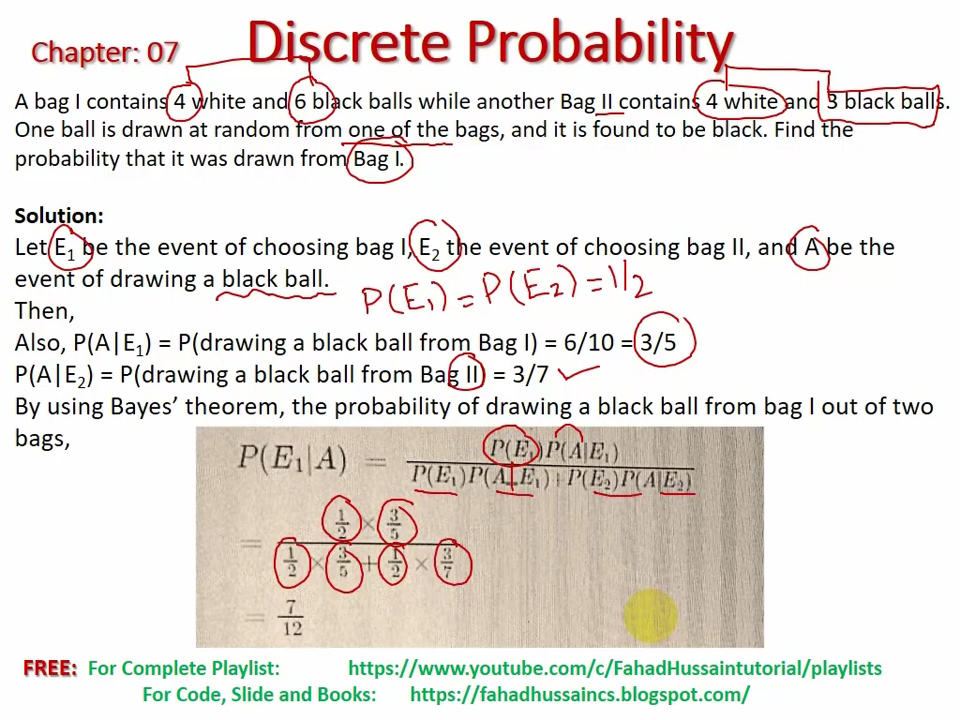 Chapter: 07
Discrete Probability
A bag I contains 4 white and 6 black balls while another Bag II contains 4 white and 3 black balls.
One ball is drawn at random from one of the bags, and it is found to be black. Find the
probability that it was drawn from Bag I.
Solution:
Let E₁ be the event of choosing bag I, E₂ the event of choosing bag II, and A be the
event of drawing a black ball.
P(E₁) = P(E₂) = 1/2
Then,
Also, P(A|E₁) = P(drawing a black ball from Bag I) = 6/10 = 3/5
P(A|E₂) = P(drawing a black ball from Bag II) = 3/7
By using Bayes’ theorem, the probability of drawing a black ball from bag I out of two
bags,
P(E₁|A) = P(E₁)P(A|E₁) / P(E₁)P(A|E₁)+P(E₂)P(A|E₂)
= 1/2 × 3/5 / 1/2 × 3/5 + 1/2 × 3/7
= 7/12
FREE: For Complete Playlist: https://www.youtube.com/c/FahadHussaintutorial/playlists
For Code, Slide and Books: https://fahadhussaincs.blogspot.com/